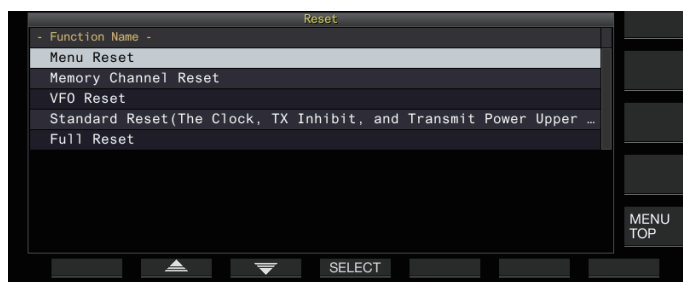 Reset
- Function Name -
Menu Reset
Memory Channel Reset
VFO Reset
Standard Reset(The Clock, TX Inhibit, and Transmit Power Upper …
Full Reset
MENU
TOP
SELECT